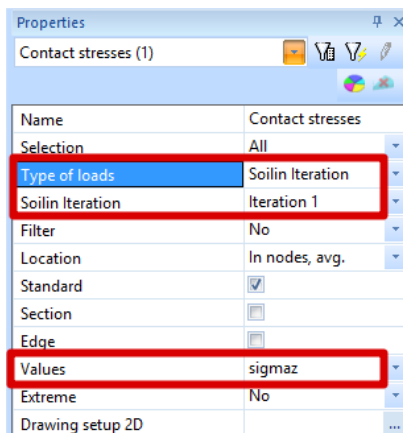 Properties
Contact stresses (1)
Name Contact stresses
Selection All
Type of loads Soilin Iteration
Soilin Iteration Iteration 1
Filter No
Location In nodes, avg.
Standard
Section
Edge
Values sigmaz
Extreme No
Drawing setup 2D ...